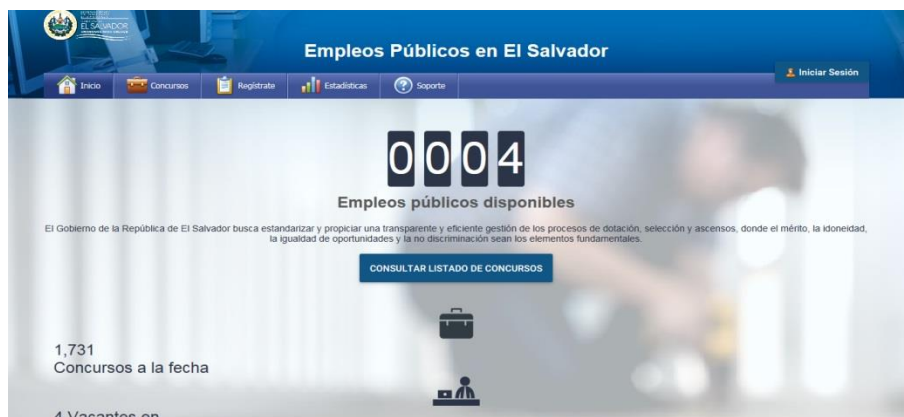 EL SALVADOR
Empleos Públicos en El Salvador
Iniciar Sesión
Inicio
Concursos
Regístrate
Estadísticas
Soporte
0004
Empleos públicos disponibles
El Gobierno de la República de El Salvador busca estandarizar y propiciar una transparente y eficiente gestión de los procesos de dotación, selección y ascensos, donde el mérito, la idoneidad,
la igualdad de oportunidades y la no discriminación sean los elementos fundamentales.
CONSULTAR LISTADO DE CONCURSOS
1,731
Concursos a la fecha
4 Vacantes en